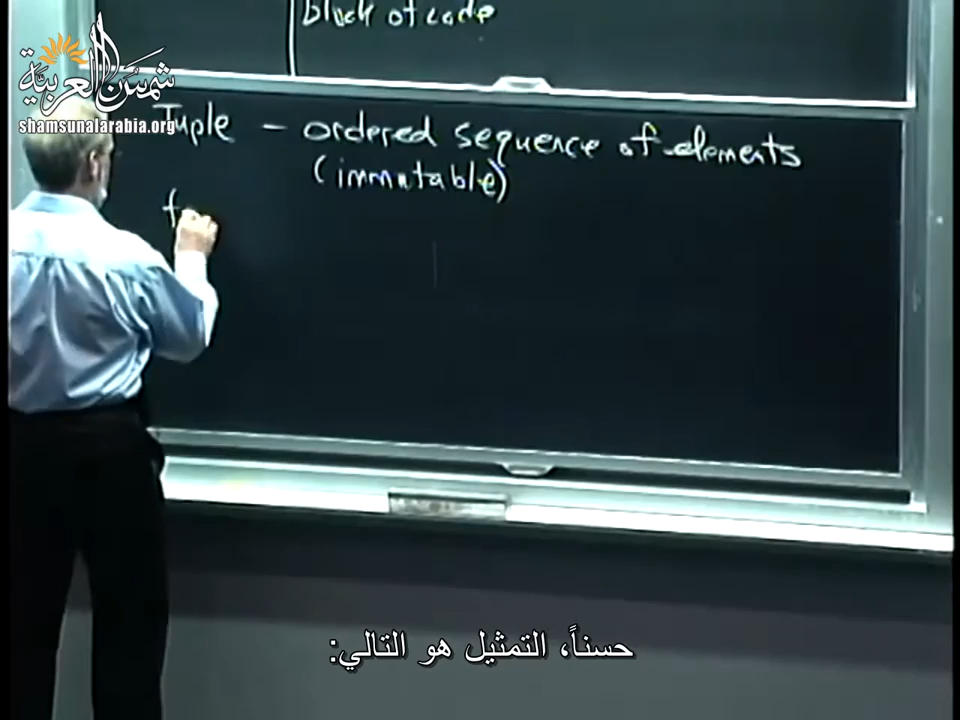 block of code
شمس العربية
shamsunalarabia.org
Tuple - ordered sequence of elements
(immutable)
f
حسناً، التمثيل هو التالي: